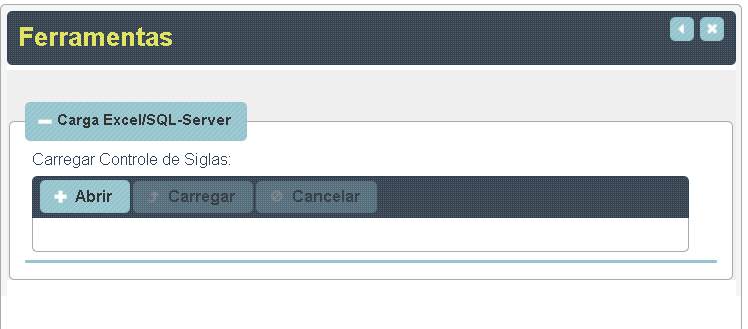 Ferramentas
Carga Excel/SQL-Server
Carregar Controle de Siglas:
Abrir Carregar Cancelar